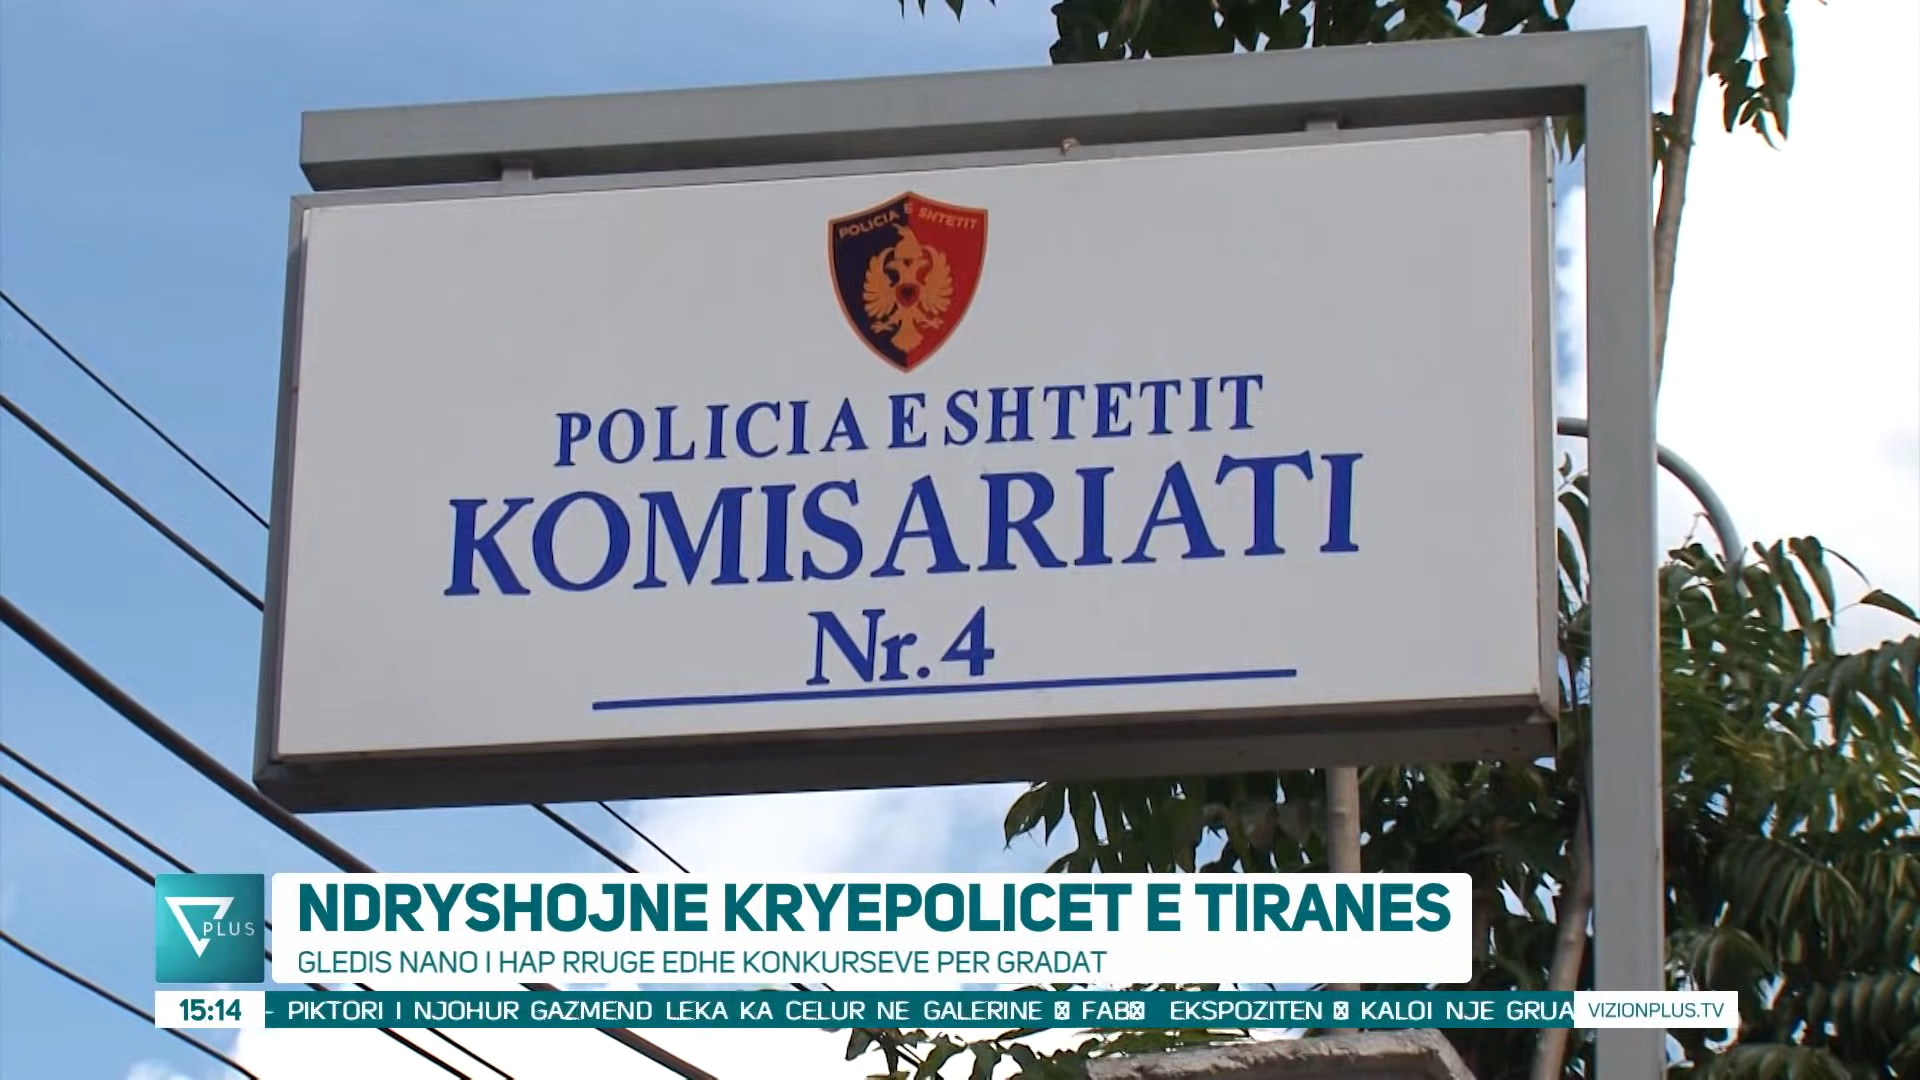 POLICIA E SHTETIT
POLICIA E SHTETIT
KOMISARIATI
Nr. 4
PLUS
NDRYSHOJNE KRYEPOLICET E TIRANES
GLEDIS NANO I HAP RRUGE EDHE KONKURSEVE PER GRADAT
15:14 - PIKTORI I NJOHUR GAZMEND LEKA KA CELUR NE GALERINE FAB EKSPOZITEN KALOI NJE GRUA VIZIONPLUS.TV